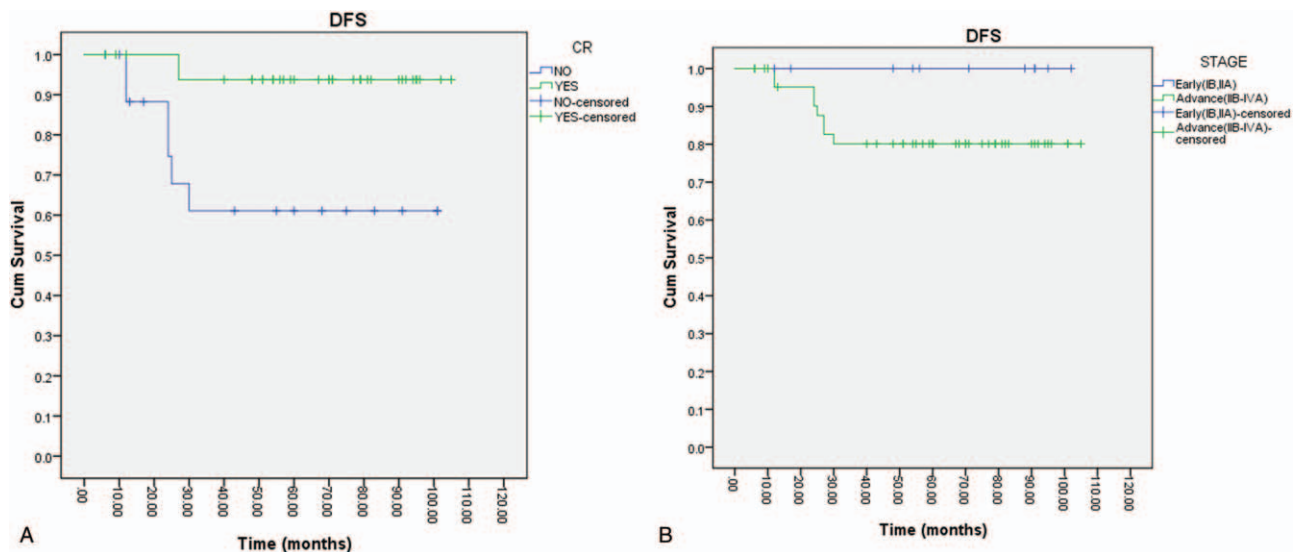 DFS
CR
NO
YES
NO-censored
YES-censored
1.0
0.9
0.8
0.7
0.6
0.5
0.4
0.3
0.2
0.1
0.0
Cum Survival
.00
10.00
20.00
30.00
40.00
50.00
60.00
70.00
80.00
90.00
100.00
110.00
120.00
Time (months)
A
DFS
STAGE
Early(IB,IIA)
Advance(IIB-IVA)
Early(IB,IIA)-censored
Advance(IIB-IVA)-
censored
1.0
0.9
0.8
0.7
0.6
0.5
0.4
0.3
0.2
0.1
0.0
Cum Survival
.00
10.00
20.00
30.00
40.00
50.00
60.00
70.00
80.00
90.00
100.00
110.00
120.00
Time (months)
B